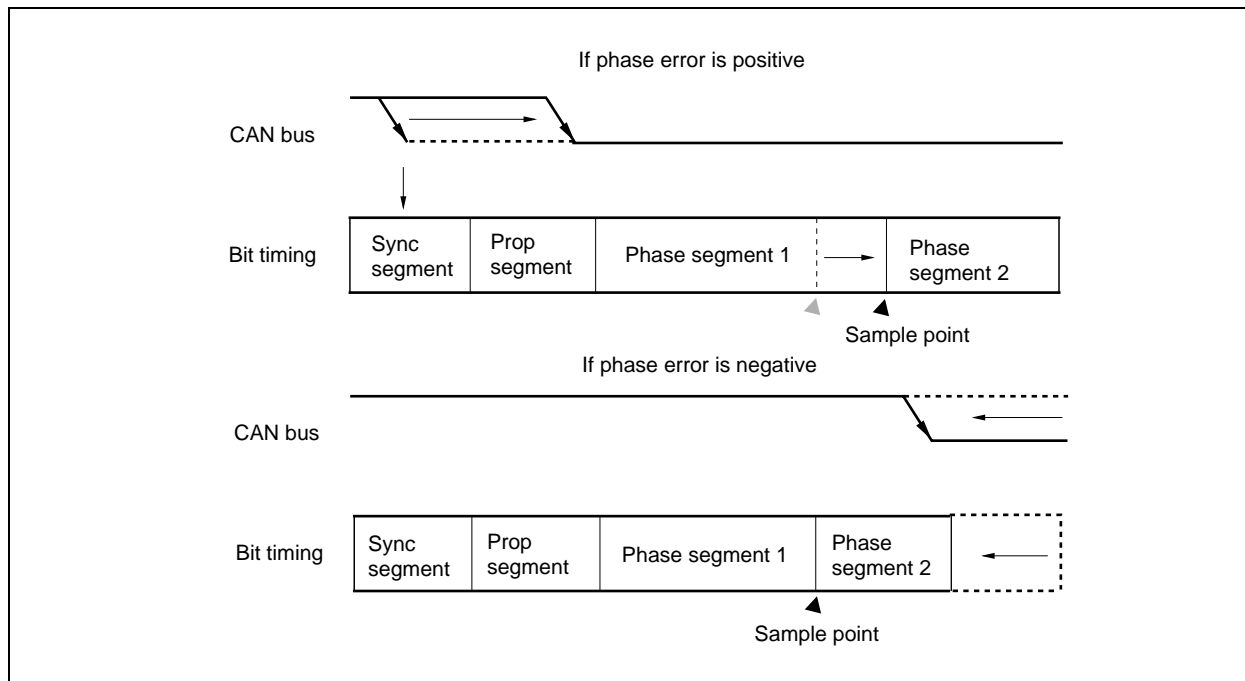 If phase error is positive
CAN bus
Bit timing
Sync
segment
Prop
segment
Phase segment 1
Phase
segment 2
Sample point
If phase error is negative
CAN bus
Bit timing
Sync
segment
Prop
segment
Phase segment 1
Phase
segment 2
Sample point